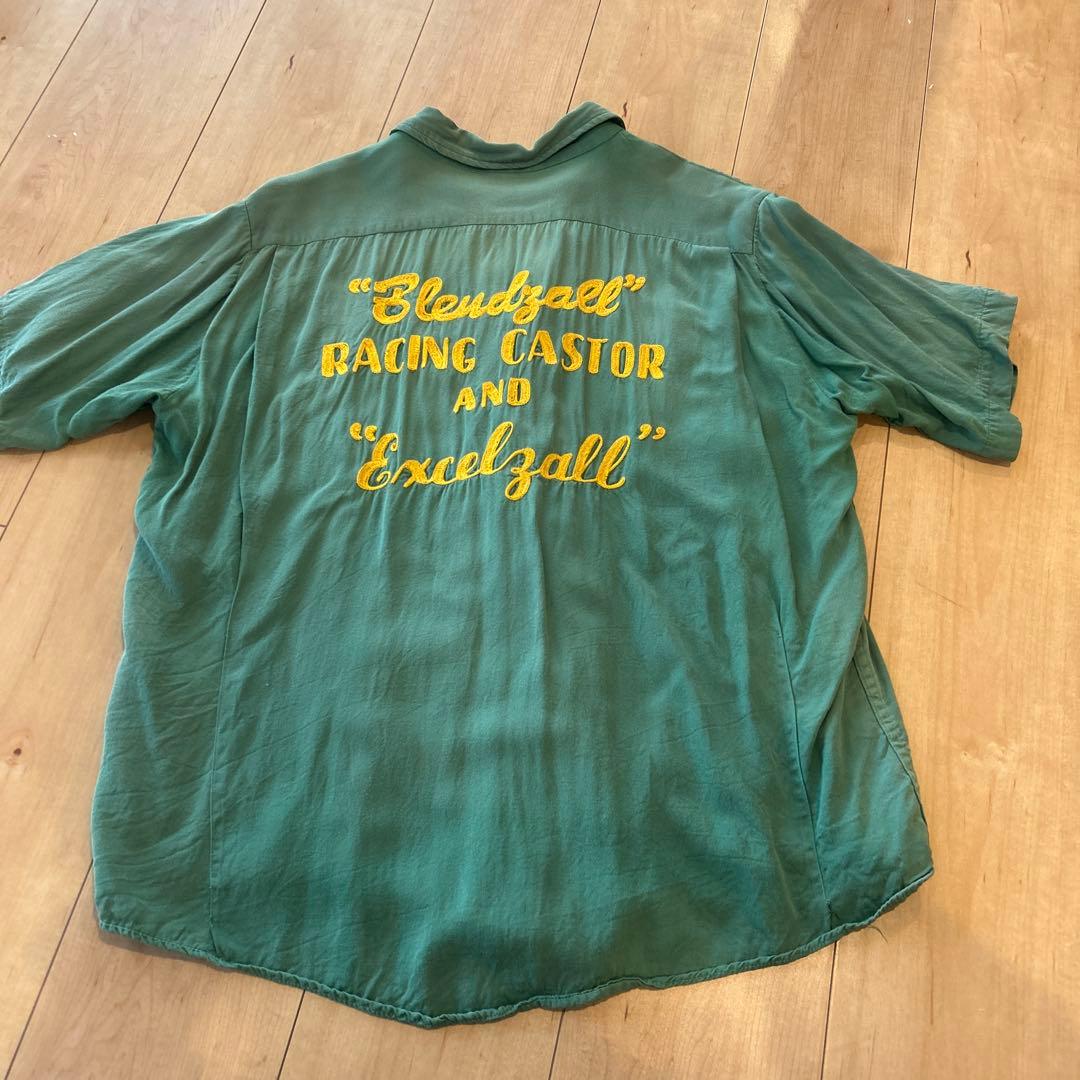 “Blendzall”
RACING CASTOR
AND
“Excelzall”